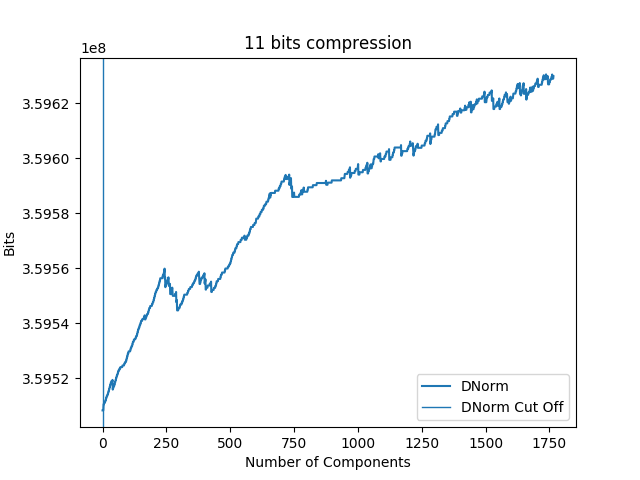 11 bits compression
1e8
3.5962
3.5960
3.5958
3.5956
3.5954
3.5952
Bits
0 250 500 750 1000 1250 1500 1750
Number of Components
DNorm
DNorm Cut Off